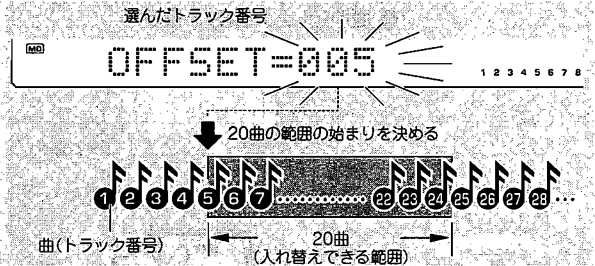 選んだトラック番号
MD
OFFSET=005
1 2 3 4 5 6 7 8
20曲の範囲の始まりを決める
1 2 3 4 5 6 7 ………… 22 23 24 25 26 27 28 …
曲(トラック番号)
20曲
(入れ替えできる範囲)